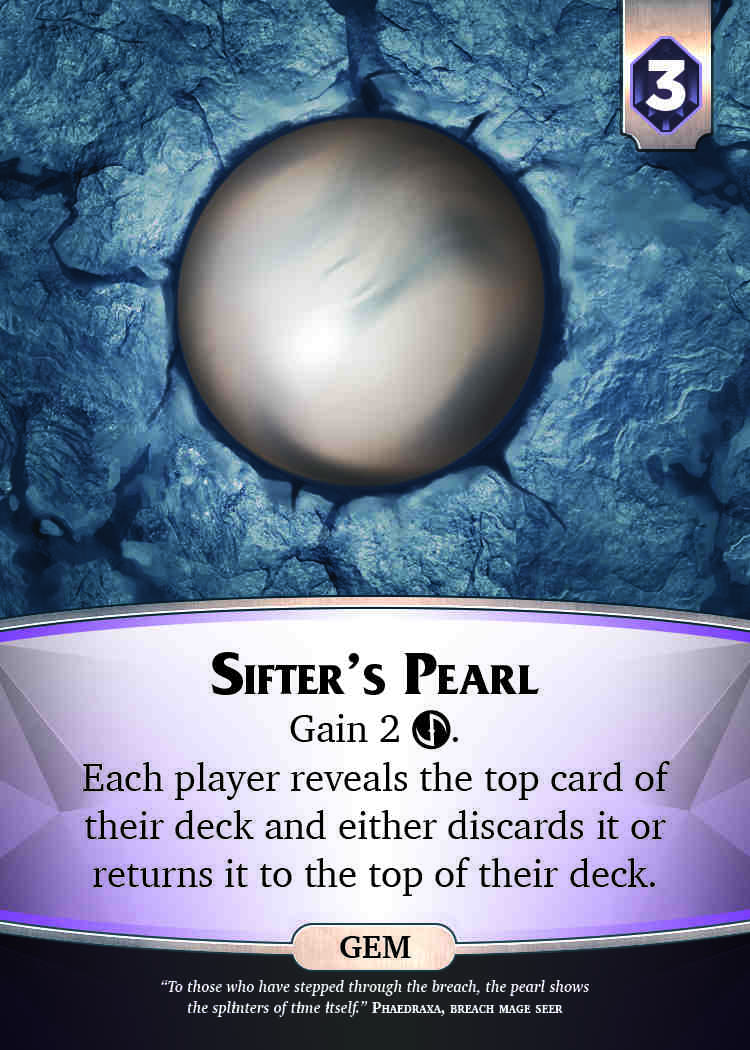 3
Sifter's Pearl
Gain 2 .
Each player reveals the top card of
their deck and either discards it or
returns it to the top of their deck.
GEM
“To those who have stepped through the breach, the pearl shows
the splinters of time itself.” Phaedraxa, breach mage seer